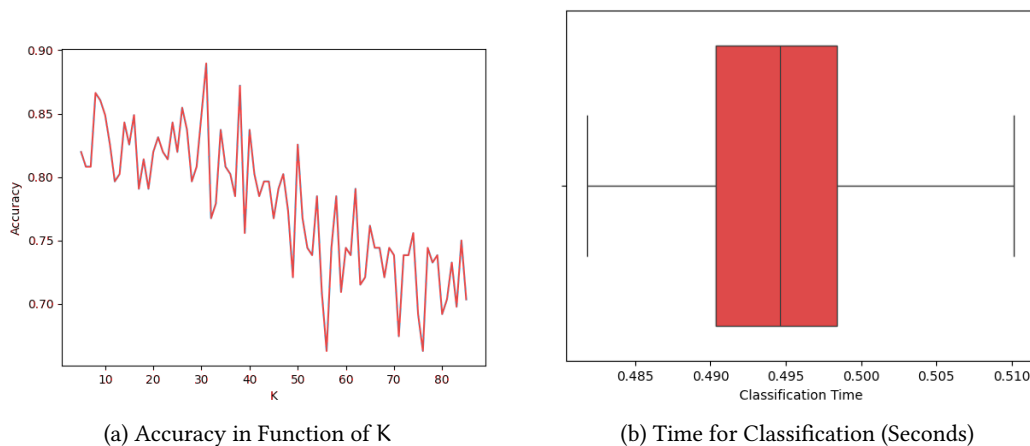 0.90
0.85
0.80
0.75
0.70
Accuracy
10 20 30 40 50 60 70 80
K
(a) Accuracy in Function of K
0.485 0.490 0.495 0.500 0.505 0.510
Classification Time
(b) Time for Classification (Seconds)